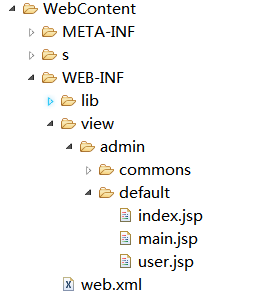 WebContent
META-INF
s
WEB-INF
lib
view
admin
commons
default
index.jsp
main.jsp
user.jsp
web.xml